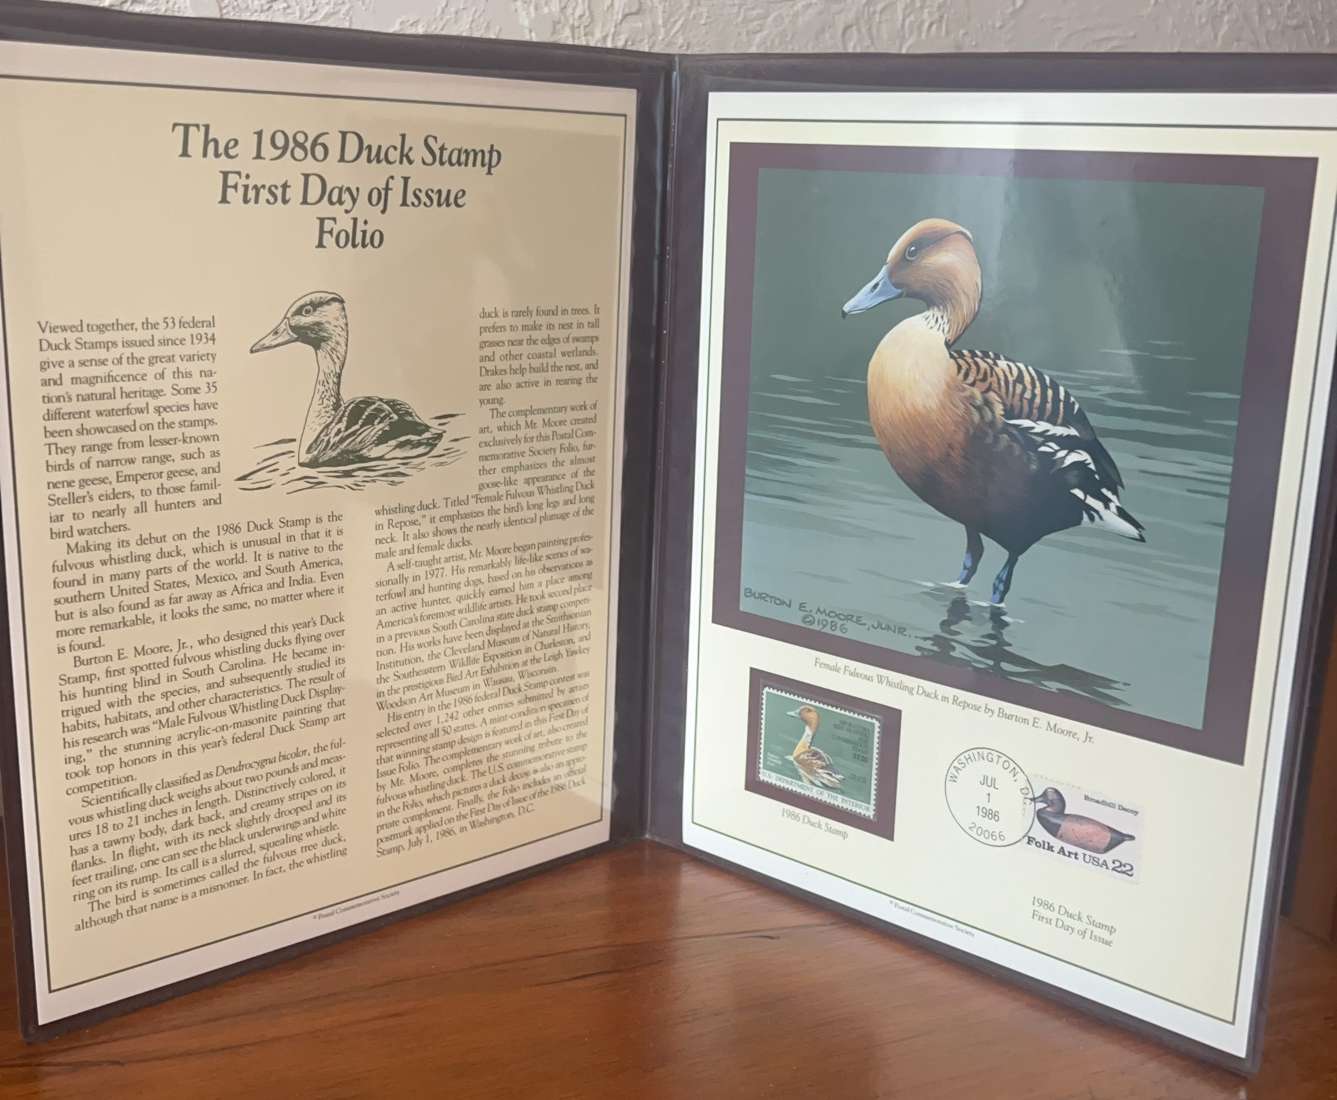 The 1986 Duck Stamp
First Day of Issue
Folio
Viewed together, the 53 federal
Duck Stamps issued since 1934
give a sense of the great variety
and magnificence of this na-
tion's natural heritage. Some 35
different waterfowl species have
been showcased on the stamps.
They range from lesser-known
birds of narrow range, such as
nene geese, Emperor geese, and
Steller's eiders, to those famil-
iar to nearly all hunters and
bird watchers.
Making its debut on the 1986 Duck Stamp is the
fulvous whistling duck, which is unusual in that it is
found in many parts of the world. It is native to the
southern United States, Mexico, and South America,
but is also found as far away as Africa and India. Even
more remarkable, it looks the same, no matter where it
is found.
Burton E. Moore, Jr., who designed this year's Duck
Stamp, first spotted fulvous whistling ducks flying over
his hunting blind in South Carolina. He became in-
trigued with the species, and subsequently studied its
habits, habitats, and other characteristics. The result of
his research was "Male Fulvous Whistling Duck Display-
ing," the stunning acrylic-on-masonite painting that
took top honors in this year's federal Duck Stamp art
competition.
Scientifically classified as Dendrocygna bicolor, the ful-
vous whistling duck weighs about two pounds and meas-
ures 18 to 21 inches in length. Distinctively colored, it
has a tawny body, dark back, and creamy stripes on its
flanks. In flight, with its neck slightly drooped and its
feet trailing, one can see the black underwings and white
ring on its rump. Its call is a slurred, squealing whistle.
The bird is sometimes called the fulvous tree duck,
although that name is a misnomer. In fact, the whistling
duck is rarely found in trees. It
prefers to make its nest in tall
grasses near the edges of swamps
and other coastal wetlands.
Drakes help build the nest, and
are also active in rearing the
young.
The complementary work of
art, which Mr. Moore created
exclusively for this Postal Com-
memorative Society Folio, fur-
ther emphasizes the almost
goose-like appearance of the
whistling duck. Titled "Female Fulvous Whistling Duck
in Repose," it emphasizes the bird's long legs and long
neck. It also shows the nearly identical plumage of the
male and female ducks.
A self-taught artist, Mr. Moore began painting profes-
sionally in 1977. His remarkably life-like scenes of wa-
terfowl and hunting dogs, based on his observations as
an active hunter, quickly earned him a place among
America's foremost wildlife artists. He took second place
in a previous South Carolina state duck stamp competi-
tion. His works have been displayed at the Smithsonian
Institution, the Cleveland Museum of Natural History,
the Southeastern Wildlife Exposition in Charleston, and
in the prestigious Bird Art Exhibition at the Leigh Yawkey
Woodson Art Museum in Wausau, Wisconsin.
His entry in the 1986 federal Duck Stamp contest was
selected over 1,242 other entries submitted by artists
representing all 50 states. A mint-condition specimen of
that winning stamp design is featured in this First Day of
Issue Folio. The complementary work of art, also created
by Mr. Moore, completes the stunning tribute to the
fulvous whistling duck. The U.S. commemorative stamp
in the Folio, which pictures a duck decoy, is also an appro-
priate complement. Finally, the Folio includes an official
postmark applied on the First Day of Issue of the 1986 Duck
Stamp, July 1, 1986, in Washington, D.C.
© Postal Commemorative Society
BURTON E. MOORE, JUNR...
©1986
Female Fulvous Whistling Duck in Repose by Burton E. Moore, Jr.
U.S. DEPARTMENT OF THE INTERIOR
1986 Duck Stamp
WASHINGTON, DC
JUL
1
1986
20066
Broadbill Decoy
Folk Art USA 22
1986 Duck Stamp
First Day of Issue
© Postal Commemorative Society